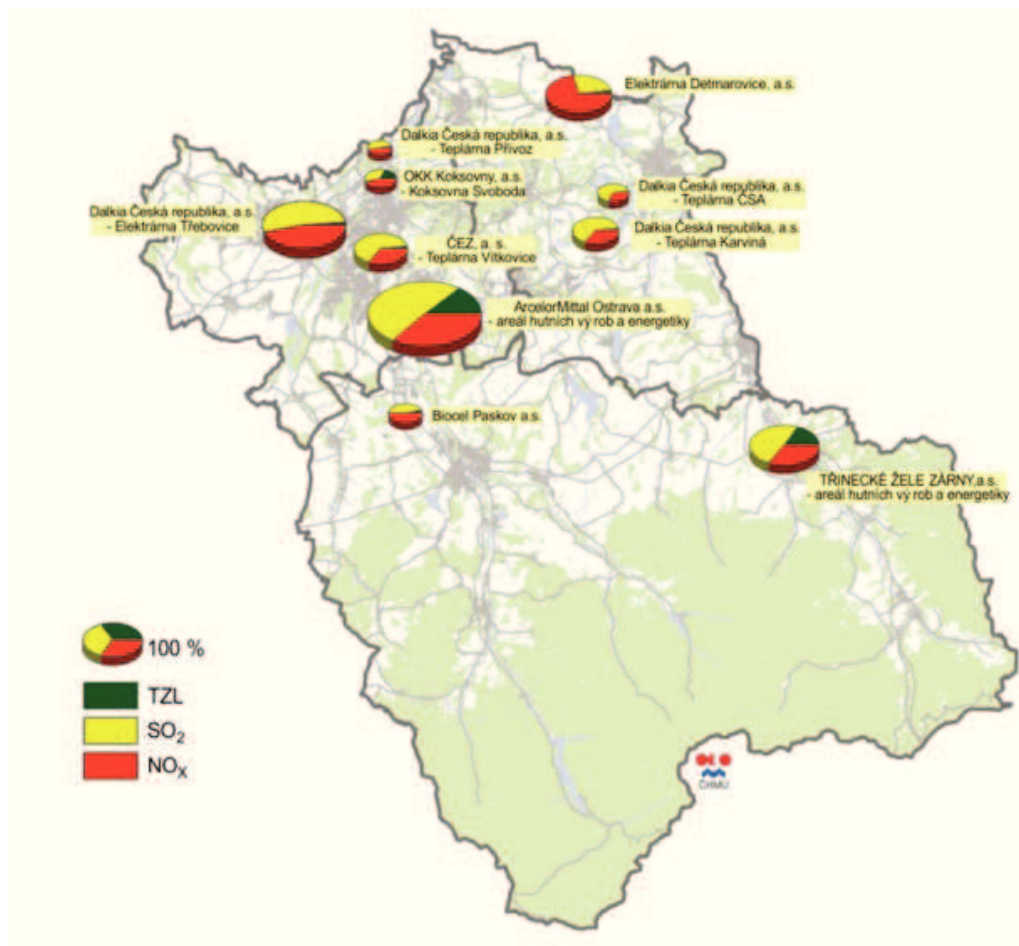 Elektrárna Detmarovice, a.s.
Dalkia Česká republika, a.s.
- Teplárna Přívoz
OKK Koksovny, a.s.
- Koksovna Svoboda
Dalkia Česká republika, a.s.
- Teplárna ČSA
Dalkia Česká republika, a.s.
- Elektrárna Třebovice
Dalkia Česká republika, a.s.
- Teplárna Karviná
ČEZ, a. s.
- Teplárna Vítkovice
ArcelorMittal Ostrava a.s.
- areál hutních vý rob a energetiky
Biocel Paskov a.s.
TŘINECKÉ ŽELE ZÁRNY,a.s.
- areál hutních vý rob a energetiky
100 %
TZL
SO2
NOX
ČHMÚ